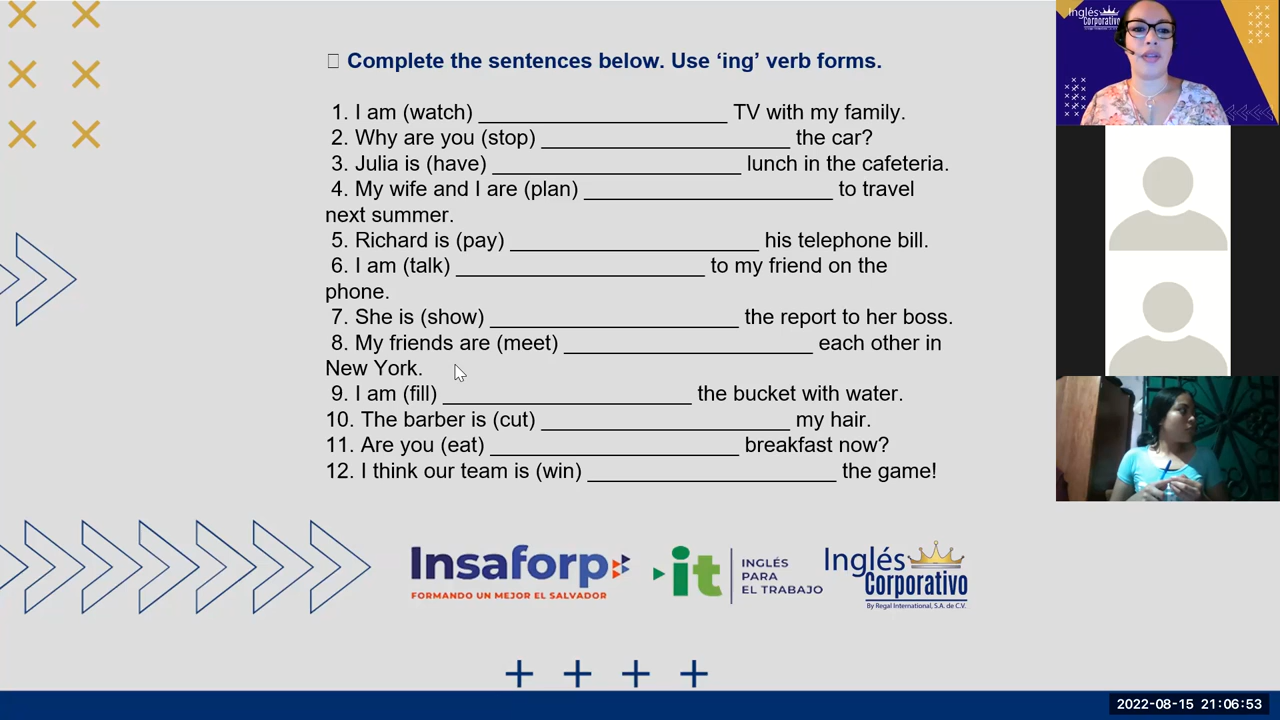 Complete the sentences below. Use ‘ing’ verb forms.
1. I am (watch) ______________________ TV with my family.
2. Why are you (stop) ______________________ the car?
3. Julia is (have) ______________________ lunch in the cafeteria.
4. My wife and I are (plan) ______________________ to travel
next summer.
5. Richard is (pay) ______________________ his telephone bill.
6. I am (talk) ______________________ to my friend on the
phone.
7. She is (show) ______________________ the report to her boss.
8. My friends are (meet) ______________________ each other in
New York.
9. I am (fill) ______________________ the bucket with water.
10. The barber is (cut) ______________________ my hair.
11. Are you (eat) ______________________ breakfast now?
12. I think our team is (win) ______________________ the game!
Insaforp
FORMANDO UN MEJOR EL SALVADOR
it
INGLÉS
PARA
EL TRABAJO
Inglés
Corporativo
By Regal International, S.A. de C.V.
Inglés
Corporativo
2022-08-15 21:06:53